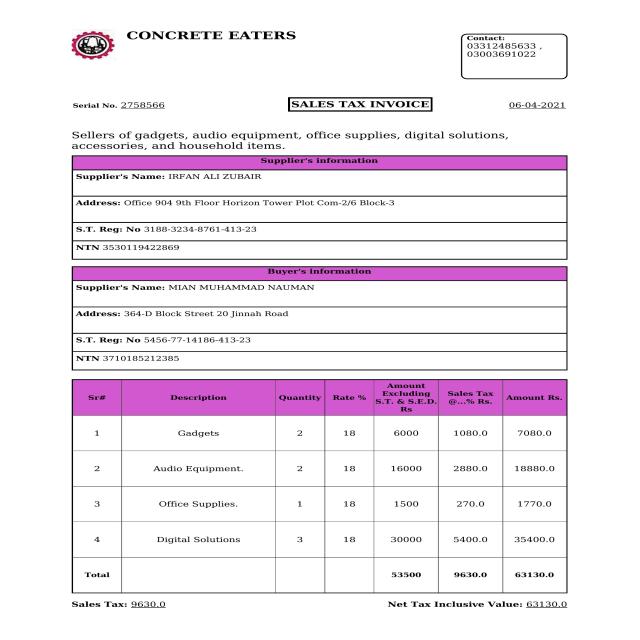 CONCRETE EATERS
Contact:
03312485633 ,
03003691022
Serial No. 2758566
SALES TAX INVOICE
06-04-2021
Sellers of gadgets, audio equipment, office supplies, digital solutions,
accessories, and household items.
Supplier's information
Supplier's Name: IRFAN ALI ZUBAIR
Address: Office 904 9th Floor Horizon Tower Plot Com-2/6 Block-3
S.T. Reg: No 3188-3234-8761-413-23
NTN 3530119422869
Buyer's information
Supplier's Name: MIAN MUHAMMAD NAUMAN
Address: 364-D Block Street 20 Jinnah Road
S.T. Reg: No 5456-77-14186-413-23
NTN 3710185212385
Sr# Description Quantity Rate % Amount Excluding S.T. & S.E.D. Rs Sales Tax @...% Rs. Amount Rs.
1 Gadgets 2 18 6000 1080.0 7080.0
2 Audio Equipment. 2 18 16000 2880.0 18880.0
3 Office Supplies. 1 18 1500 270.0 1770.0
4 Digital Solutions 3 18 30000 5400.0 35400.0
Total 53500 9630.0 63130.0
Sales Tax: 9630.0 Net Tax Inclusive Value: 63130.0